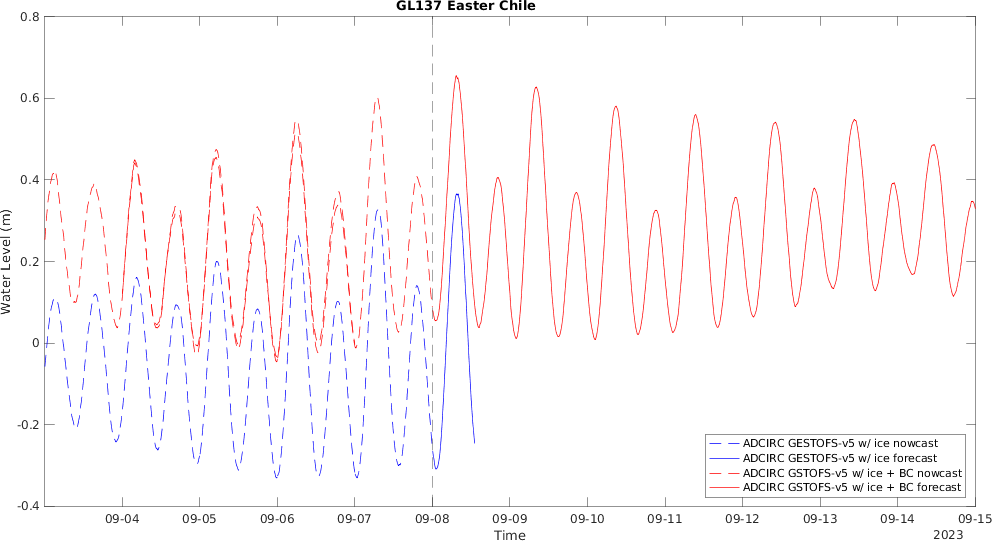 GL137 Easter Chile
0.8
0.6
0.4
0.2
0
-0.2
-0.4
Water Level (m)
ADCIRC GESTOFS-v5 w/ ice nowcast
ADCIRC GESTOFS-v5 w/ ice forecast
ADCIRC GSTOFS-v5 w/ ice + BC nowcast
ADCIRC GSTOFS-v5 w/ ice + BC forecast
09-04 09-05 09-06 09-07 09-08 09-09 09-10 09-11 09-12 09-13 09-14 09-15
Time
2023